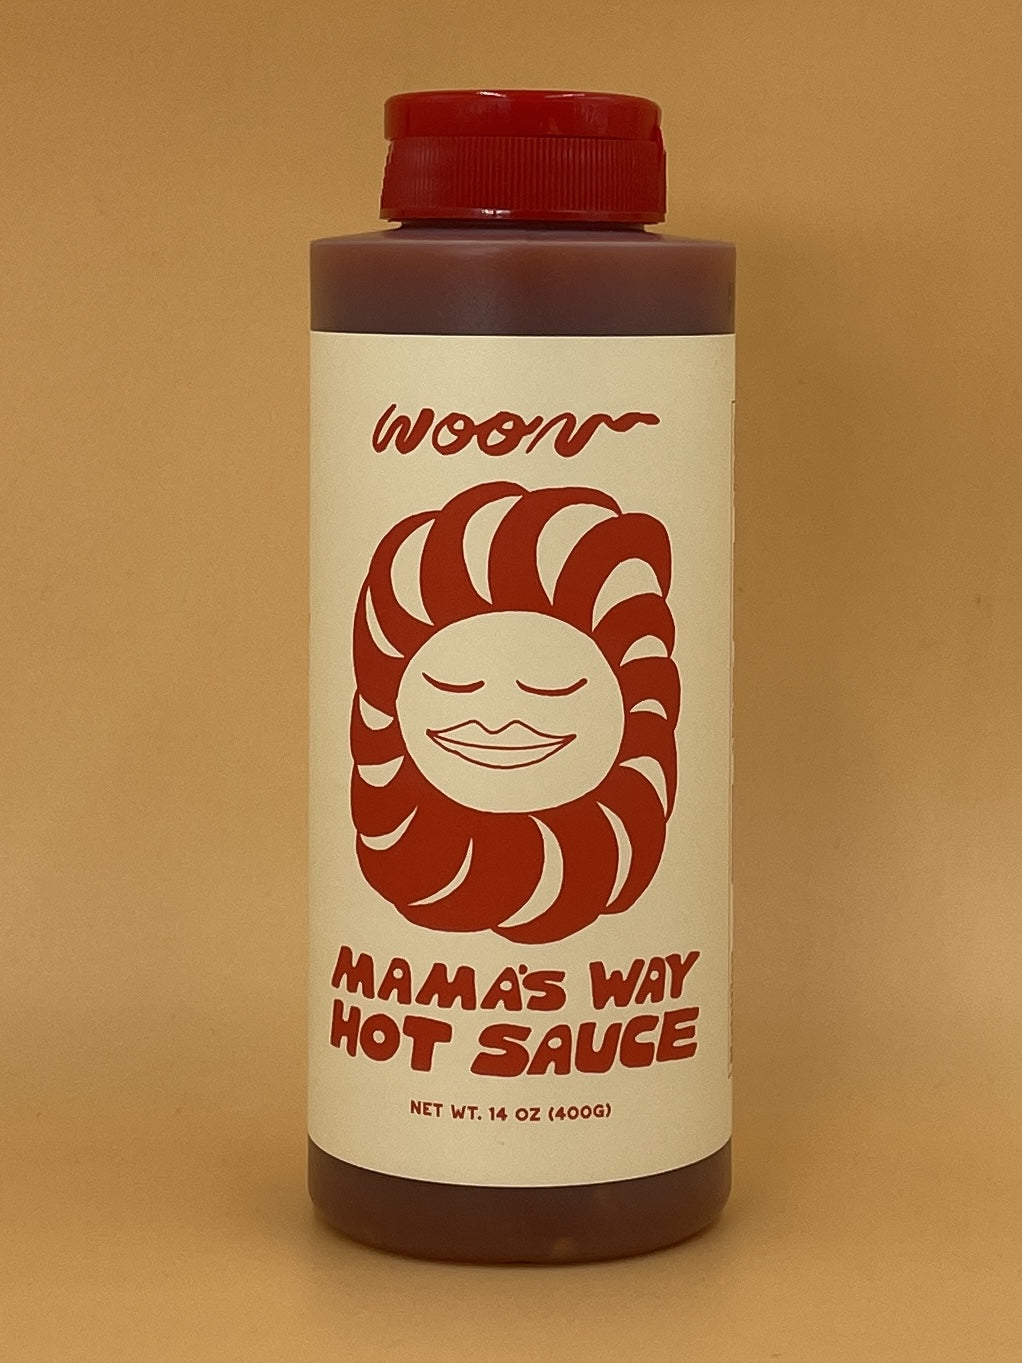 woon
MAMA'S WAY
HOT SAUCE
NET WT. 14 OZ (400G)